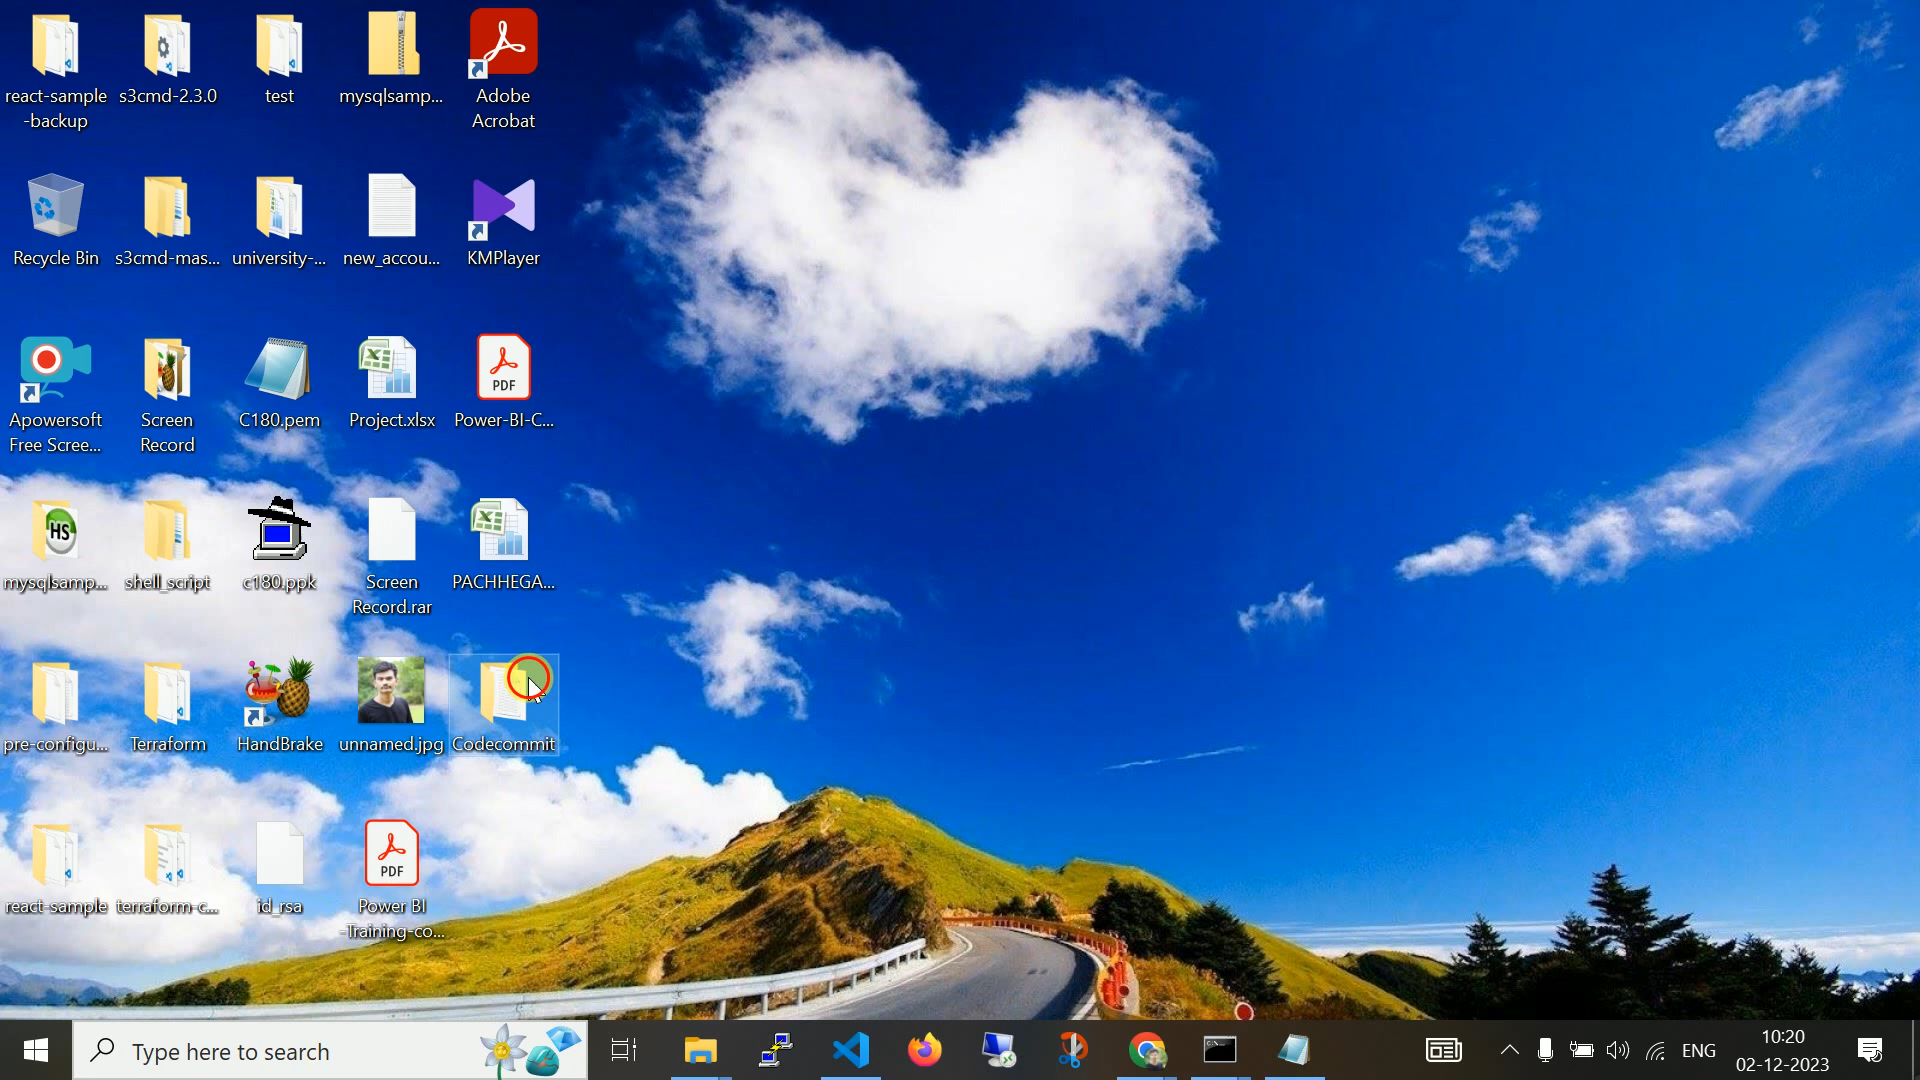 react-sample
-backup
s3cmd-2.3.0
test
mysqlsamp...
Adobe
Acrobat
Recycle Bin
s3cmd-mas...
university-...
new_accou...
KMPlayer
Apowersoft
Free Scree...
Screen
Record
C180.pem
Project.xlsx
PDF
Power-BI-C...
HS
mysqlsamp...
shell_script
c180.ppk
Screen
Record.rar
PACHHEGA...
pre-configu...
Terraform
HandBrake
unnamed.jpg
Codecommit
react-sample
terraform-c...
id_rsa
PDF
Power BI
-Training-co...
Type here to search
ENG
10:20
02-12-2023